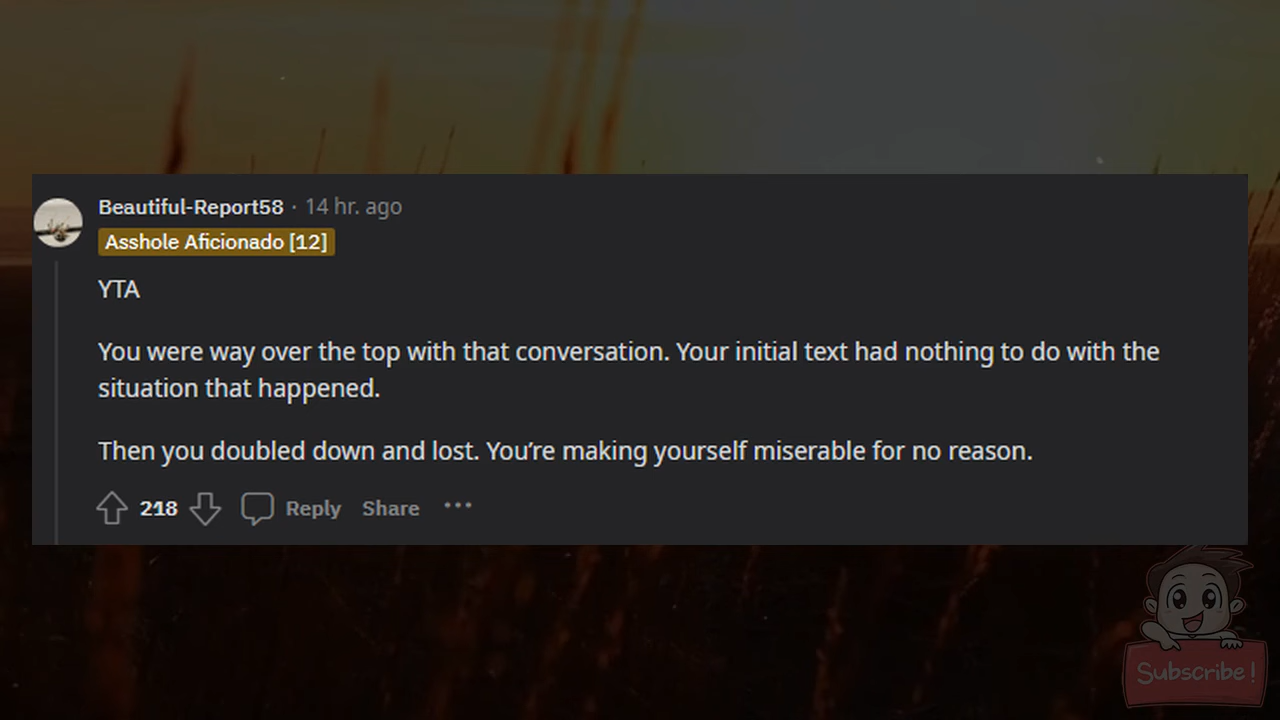 Beautiful-Report58 · 14 hr. ago
Asshole Aficionado [12]
YTA
You were way over the top with that conversation. Your initial text had nothing to do with the
situation that happened.
Then you doubled down and lost. You’re making yourself miserable for no reason.
218 Reply Share ···
Subscribe!